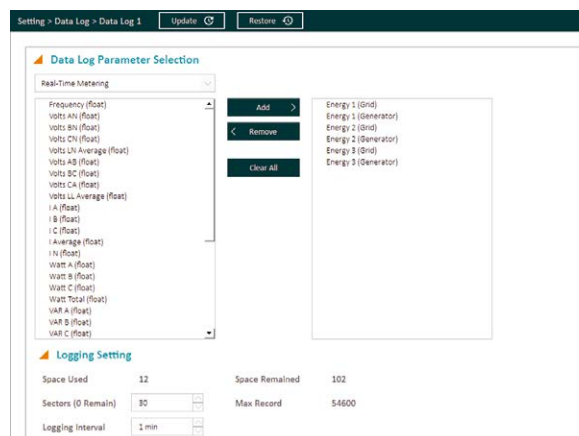 Setting > Data Log > Data Log 1 Update Restore
Data Log Parameter Selection
Real-Time Metering
Frequency (float)
Volts AN (float)
Volts BN (float)
Volts CN (float)
Volts LN Average (float)
Volts AB (float)
Volts BC (float)
Volts CA (float)
Volts LL Average (float)
I A (float)
I B (float)
I C (float)
I Average (float)
I N (float)
Watt A (float)
Watt B (float)
Watt C (float)
Watt Total (float)
VAR A (float)
VAR B (float)
VAR C (float)
Add >
< Remove
Clear All
Energy 1 (Grid)
Energy 1 (Generator)
Energy 2 (Grid)
Energy 2 (Generator)
Energy 3 (Grid)
Energy 3 (Generator)
Logging Setting
Space Used 12 Space Remained 102
Sectors (0 Remain) 30 Max Record 54600
Logging Interval 1 min